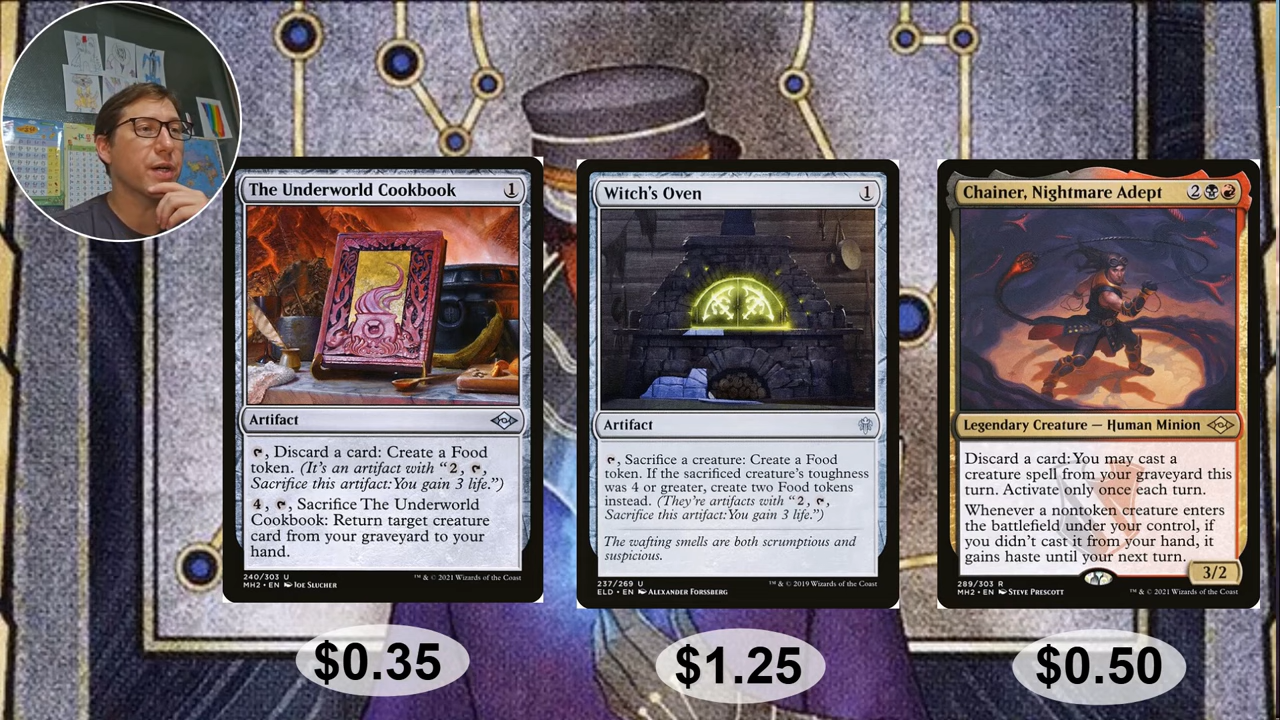 The Underworld Cookbook 1
Artifact
T, Discard a card: Create a Food
token. (It's an artifact with “2, T,
Sacrifice this artifact:You gain 3 life.”)
4, T, Sacrifice The Underworld
Cookbook: Return target creature
card from your graveyard to your
hand.
240/303 U
MH2 • EN JOE SLUCHER
™ & © 2021 Wizards of the Coast
$0.35
Witch's Oven 1
Artifact
T, Sacrifice a creature: Create a Food
token. If the sacrificed creature's toughness
was 4 or greater, create two Food tokens
instead. (They're artifacts with “2, T,
Sacrifice this artifact:You gain 3 life.”)
The wafting smells are both scrumptious and
suspicious.
237/269 U
ELD • EN ALEXANDER FORSSBERG
™ & © 2019 Wizards of the Coast
$1.25
Chainer, Nightmare Adept 2
Legendary Creature — Human Minion
Discard a card:You may cast a
creature spell from your graveyard this
turn. Activate only once each turn.
Whenever a nontoken creature enters
the battlefield under your control, if
you didn't cast it from your hand, it
gains haste until your next turn.
3/2
289/303 R
MH2 • EN STEVE PRESCOTT
™ & © 2021 Wizards of the Coast
$0.50